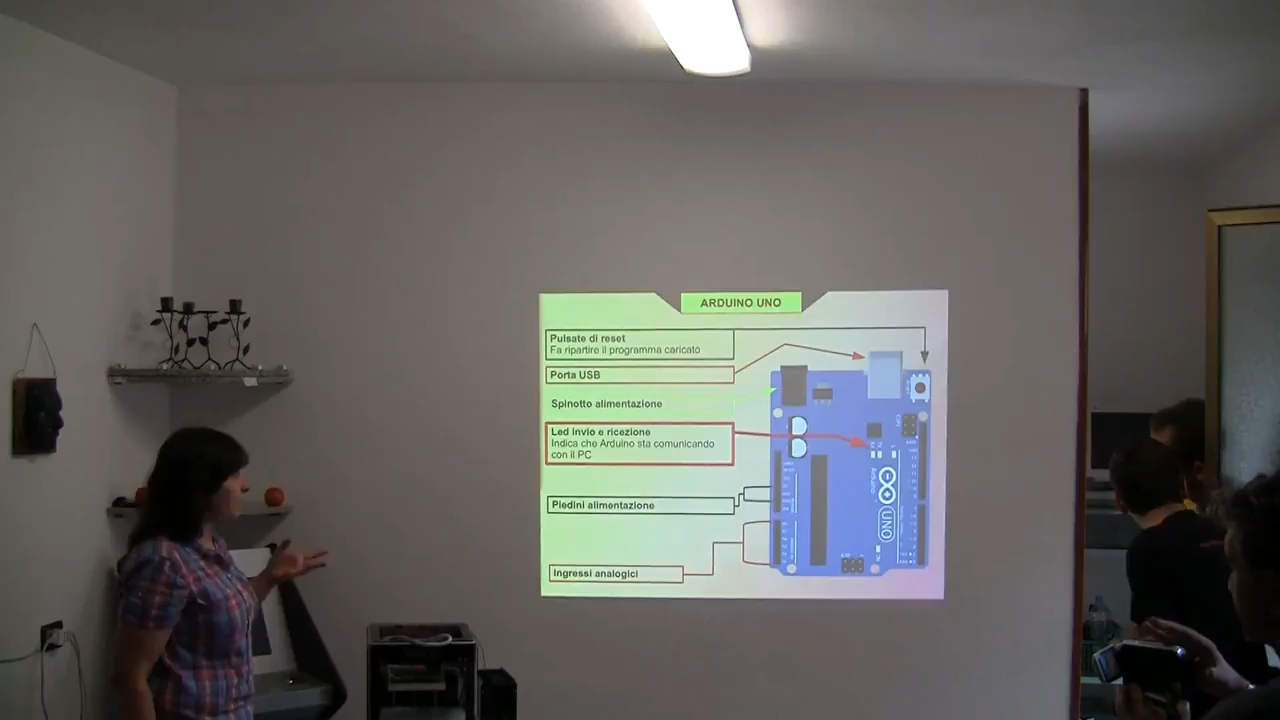 ARDUINO UNO
Pulsate di reset
Fa ripartire il programma caricato
Porta USB
Spinotto alimentazione
Led Invio e ricezione
Indica che Arduino sta comunicando
con il PC
Piedini alimentazione
Ingressi analogici
UNO